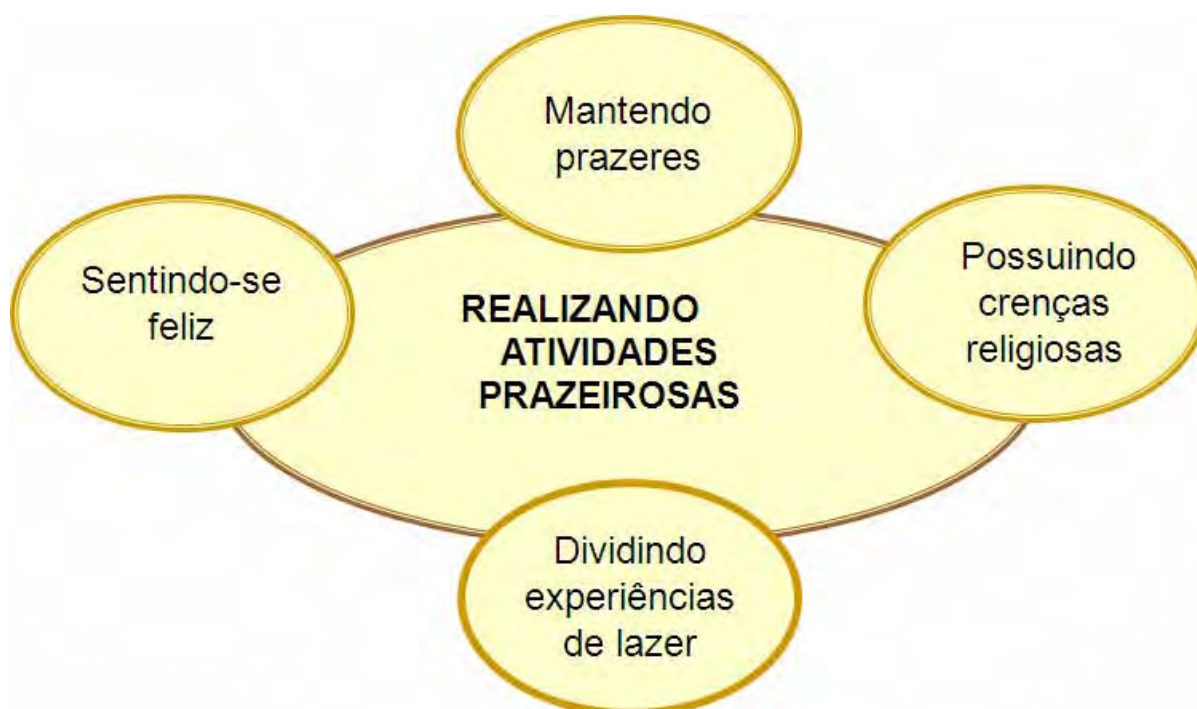 Mantendo
prazeres
Sentindo-se
feliz
REALIZANDO
ATIVIDADES
PRAZEIROSAS
Possuindo
crenças
religiosas
Dividindo
experiências
de lazer